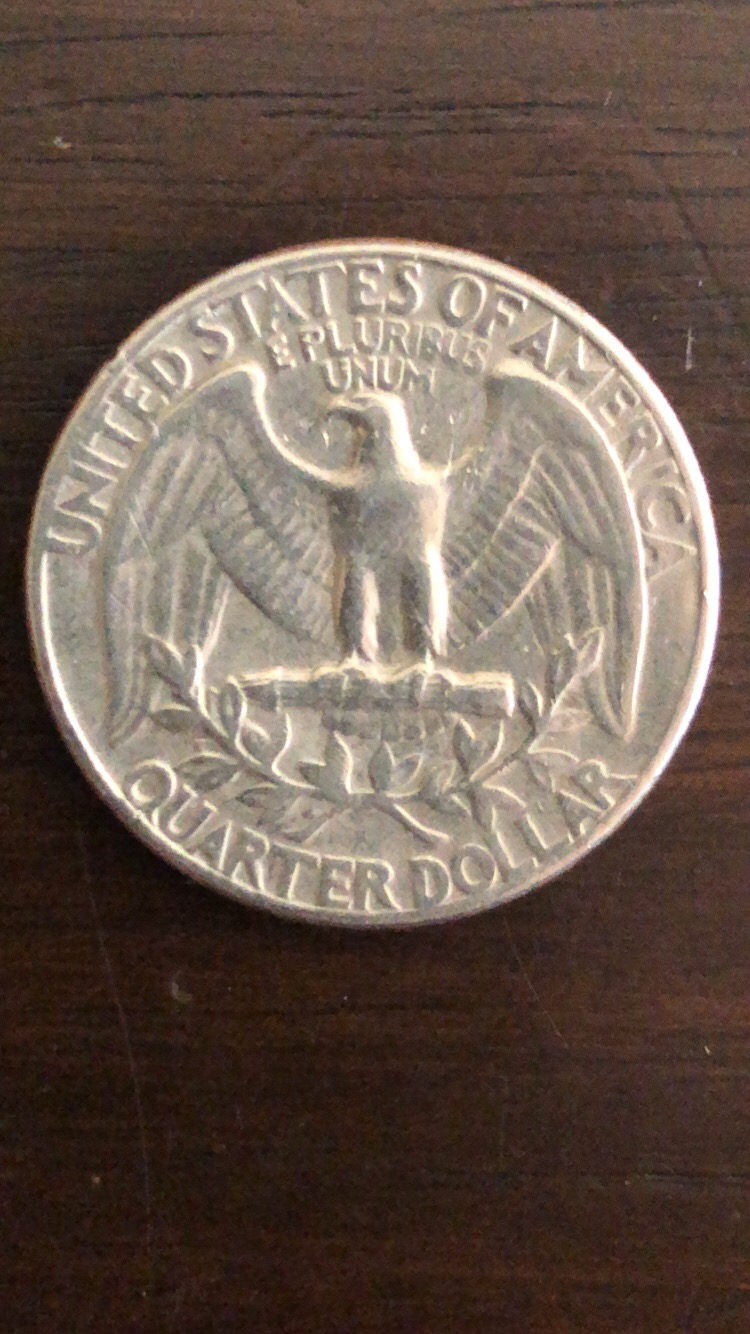 UNITED STATES OF AMERICA
E PLURIBUS
UNUM
QUARTER DOLLAR